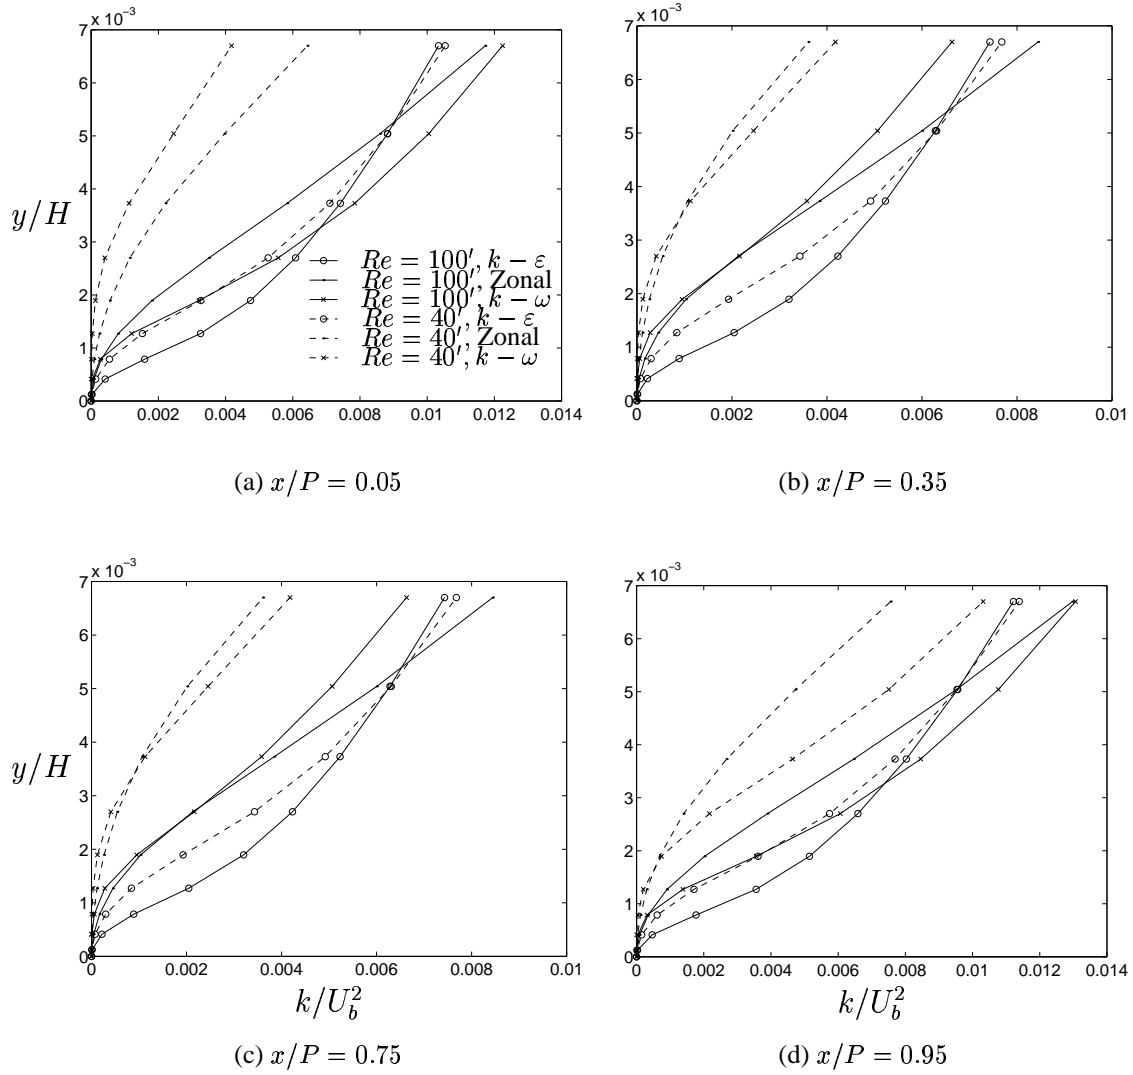 7 x 10⁻³
6
5
4
3
2
1
0
y/H
0 0.002 0.004 0.006 0.008 0.01 0.012 0.014
Re = 100′, k − ε
Re = 100′, Zonal
Re = 100′, k − ω
Re = 40′, k − ε
Re = 40′, Zonal
Re = 40′, k − ω
(a) x/P = 0.05
7 x 10⁻³
6
5
4
3
2
1
0
0 0.002 0.004 0.006 0.008 0.01
(b) x/P = 0.35
7 x 10⁻³
6
5
4
3
2
1
0
y/H
0 0.002 0.004 0.006 0.008 0.01
k/U_b²
(c) x/P = 0.75
7 x 10⁻³
6
5
4
3
2
1
0
0 0.002 0.004 0.006 0.008 0.01 0.012 0.014
k/U_b²
(d) x/P = 0.95